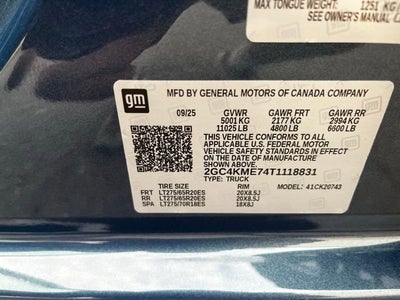 MAX TONGUE WEIGHT: 1251 KG
SEE OWNER'S MANUAL
gm
MFD BY GENERAL MOTORS OF CANADA COMPANY
09/25 GVWR GAWR FRT GAWR RR
5001 KG 2177 KG 2994 KG
11025 LB 4800 LB 6600 LB
THIS VEHICLE CONFORMS TO ALL
APPLICABLE U.S. FEDERAL MOTOR
VEHICLE SAFETY STANDARDS IN
EFFECT ON THE DATE OF MANUFACTURE
SHOWN ABOVE.
2GC4KME74T1118831
TYPE: TRUCK
TIRE SIZE RIM MODEL: 41CK20743
FRT LT275/65R20ES 20X8.5J
RR LT275/65R20ES 20X8.5J
SPA LT275/70R18ES 18X8J